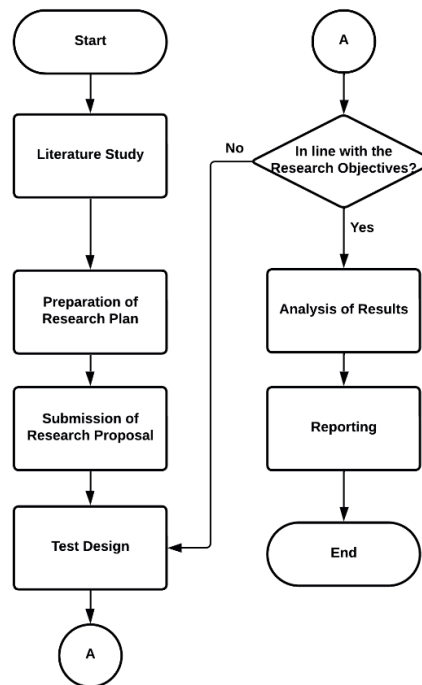 Start
Literature Study
Preparation of
Research Plan
Submission of
Research Proposal
Test Design
A
A
In line with the
Research Objectives?
No
Yes
Analysis of Results
Reporting
End